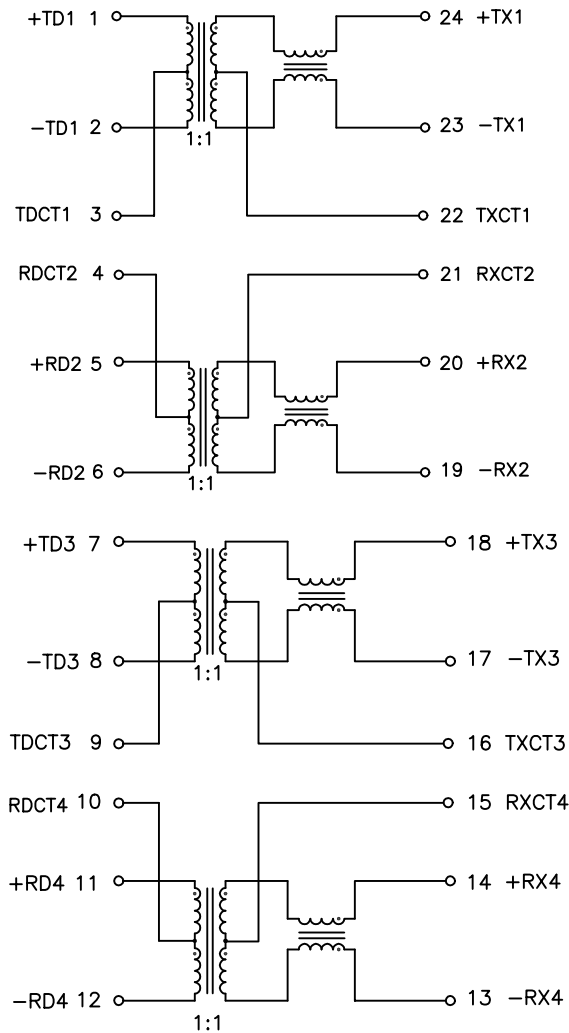 +TD1 1 24 +TX1
−TD1 2 23 −TX1
1:1
TDCT1 3 22 TXCT1
RDCT2 4 21 RXCT2
+RD2 5 20 +RX2
−RD2 6 19 −RX2
1:1
+TD3 7 18 +TX3
−TD3 8 17 −TX3
1:1
TDCT3 9 16 TXCT3
RDCT4 10 15 RXCT4
+RD4 11 14 +RX4
−RD4 12 13 −RX4
1:1